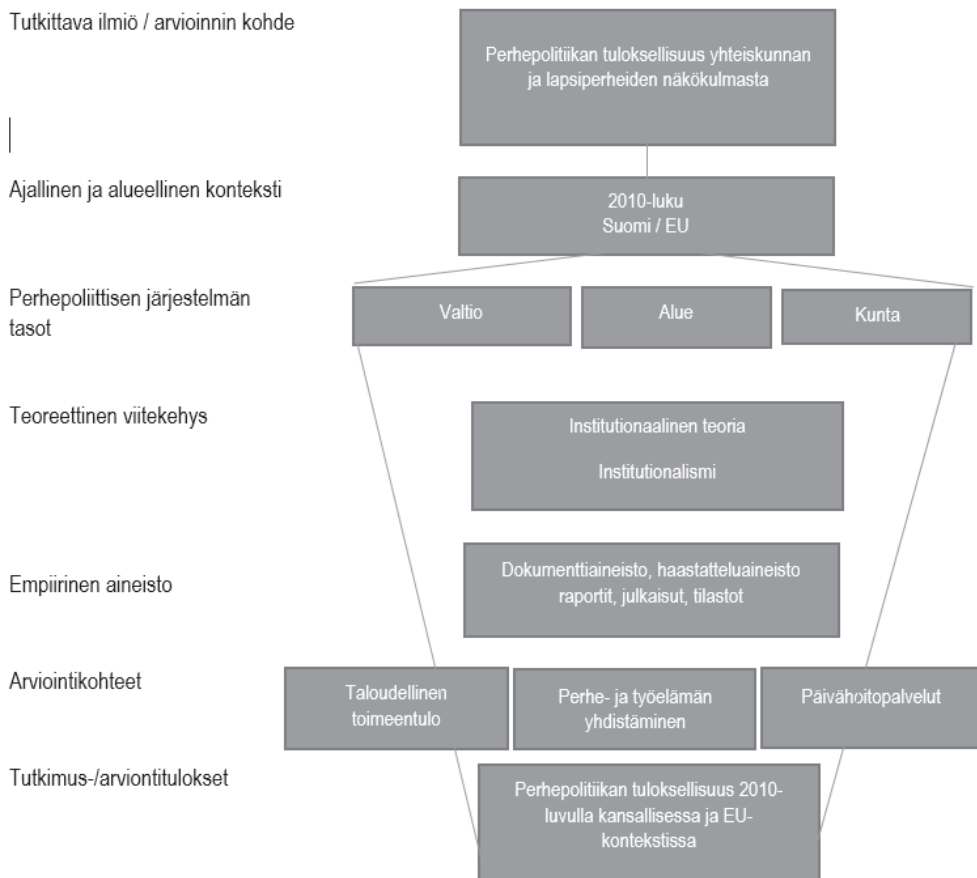 Tutkittava ilmiö / arvioinnin kohde
Perhepolitiikan tuloksellisuus yhteiskunnan
ja lapsiperheiden näkökulmasta
Ajallinen ja alueellinen konteksti
2010-luku
Suomi / EU
Perhepoliittisen järjestelmän
tasot
Valtio
Alue
Kunta
Teoreettinen viitekehys
Institutionaalinen teoria
Institutionalismi
Empiirinen aineisto
Dokumenttiaineisto, haastatteluaineisto
raportit, julkaisut, tilastot
Arviointikohteet
Taloudellinen
toimeentulo
Perhe- ja työelämän
yhdistäminen
Päivähoitopalvelut
Tutkimus-/arviontitulokset
Perhepolitiikan tuloksellisuus 2010-
luvulla kansallisessa ja EU-
kontekstissa